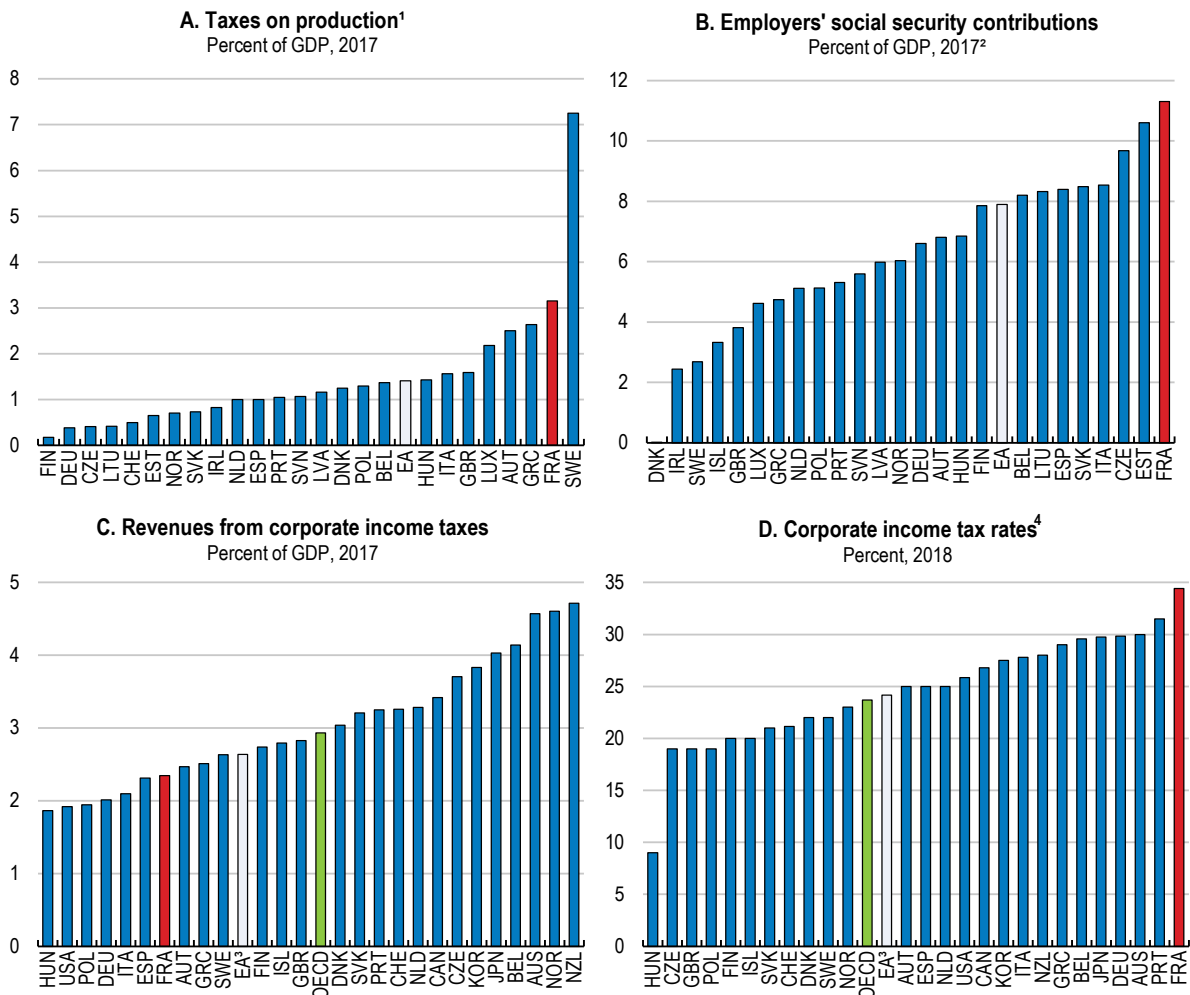 A. Taxes on production¹
Percent of GDP, 2017
8
7
6
5
4
3
2
1
0
FIN DEU CZE LTU CHE EST NOR SVK IRL NLD ESP PRT SVN LVA DNK POL BEL EA HUN ITA GBR LUX AUT GRC FRA SWE
B. Employers' social security contributions
Percent of GDP, 2017²
12
10
8
6
4
2
0
DNK IRL SWE ISL GBR LUX GRC NLD POL PRT SVN LVA NOR DEU AUT HUN FIN EA BEL LTU ESP SVK ITA CZE EST FRA
C. Revenues from corporate income taxes
Percent of GDP, 2017
5
4
3
2
1
0
HUN USA POL DEU ITA ESP FRA AUT GRC SWE EA³ FIN ISL GBR OECD DNK SVK PRT CHE NLD CAN CZE KOR JPN BEL AUS NOR NZL
D. Corporate income tax rates⁴
Percent, 2018
35
30
25
20
15
10
5
0
HUN CZE GBR POL FIN ISL SVK CHE DNK SWE NOR OECD EA³ AUT ESP NLD USA CAN KOR ITA NZL GRC BEL JPN DEU AUS PRT FRA